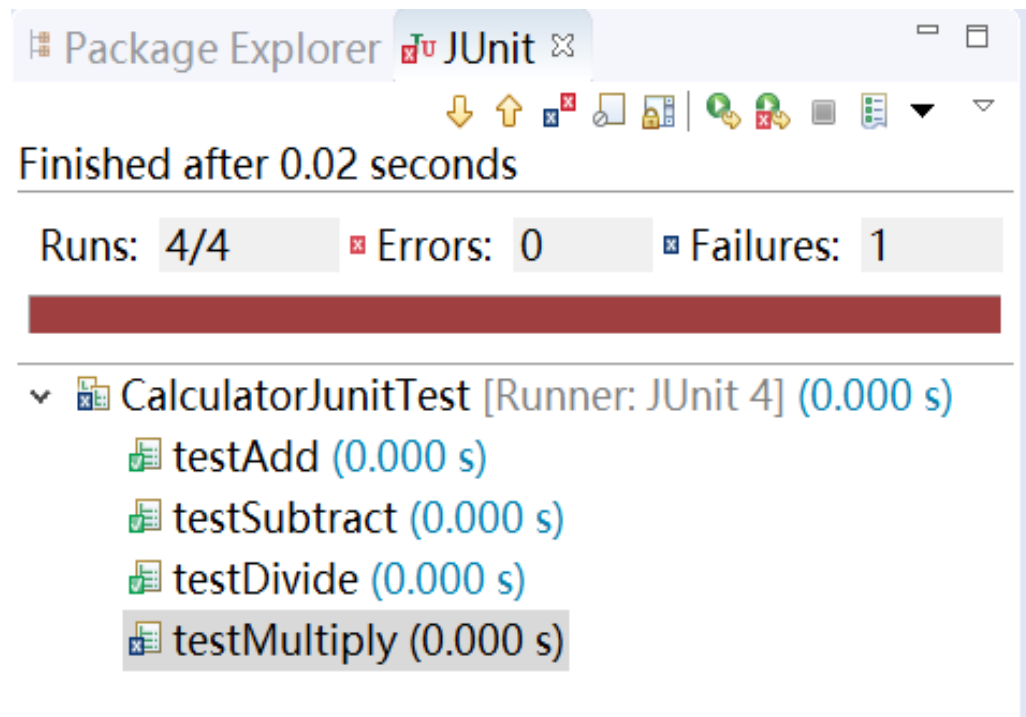 Package Explorer JUnit
Finished after 0.02 seconds
Runs: 4/4 Errors: 0 Failures: 1
CalculatorJunitTest [Runner: JUnit 4] (0.000 s)
testAdd (0.000 s)
testSubtract (0.000 s)
testDivide (0.000 s)
testMultiply (0.000 s)